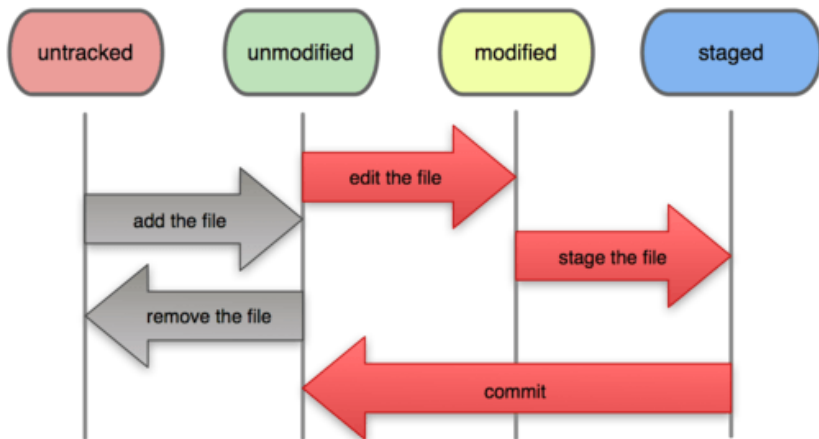 untracked
unmodified
modified
staged
edit the file
add the file
stage the file
remove the file
commit